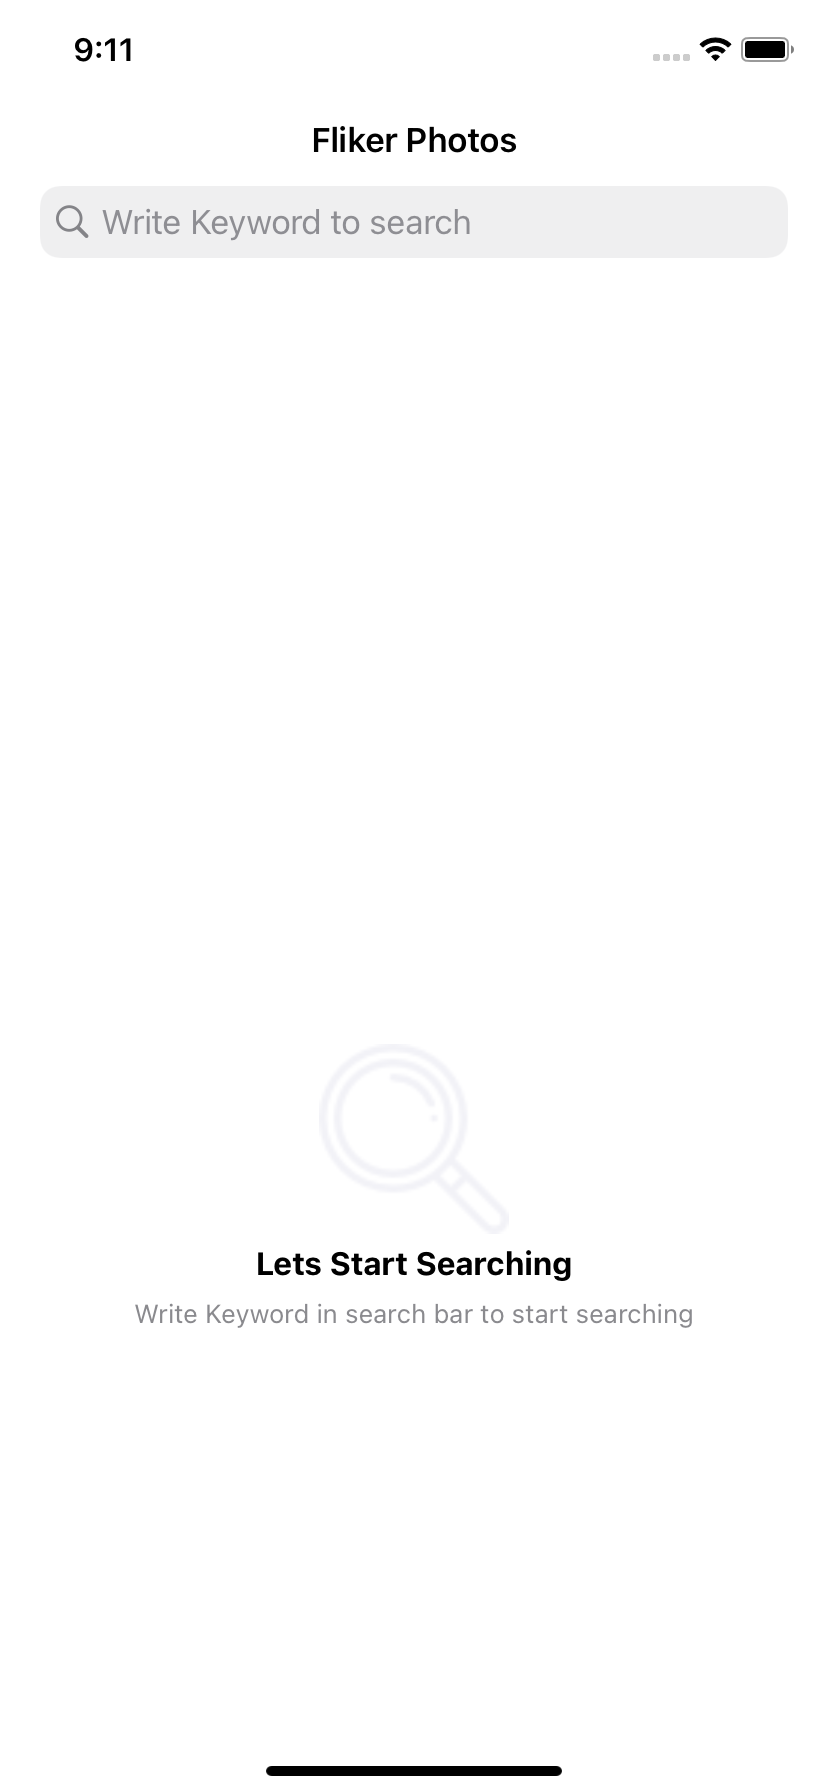 9:11
Fliker Photos
Write Keyword to search
Lets Start Searching
Write Keyword in search bar to start searching